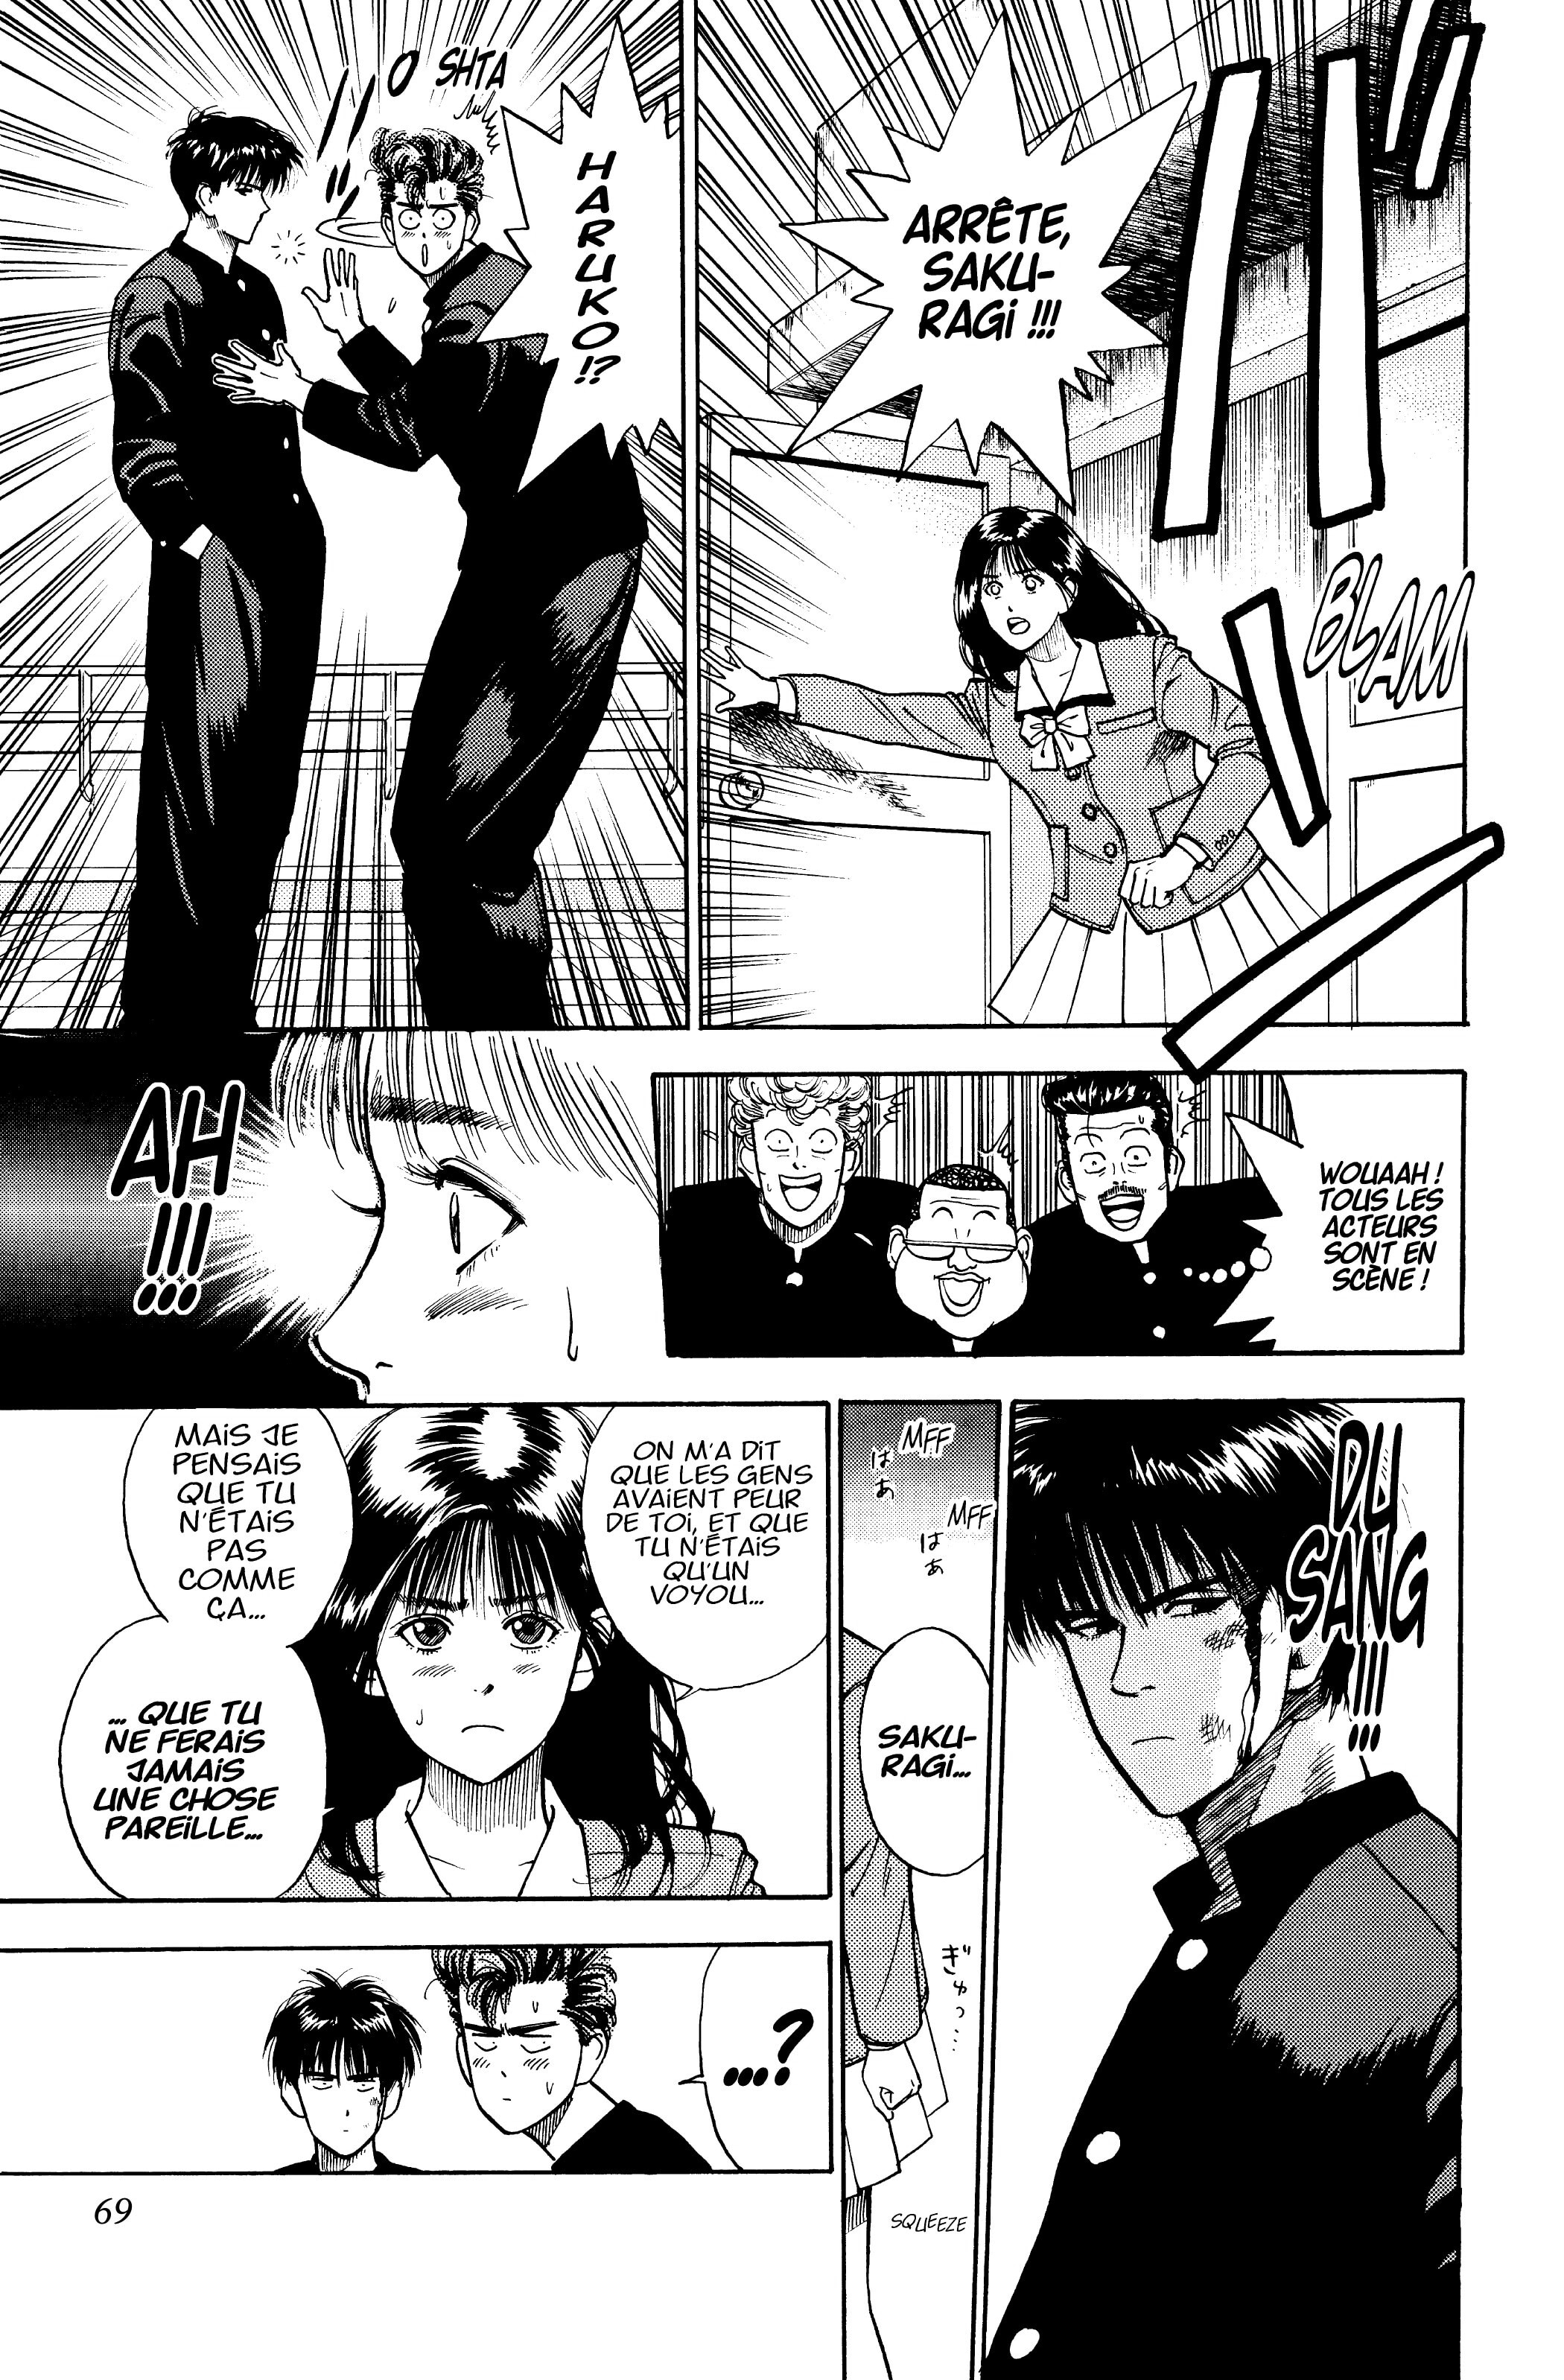 ARRÊTE,
SAKU-
RAGI !!!
BLAM
HARUKO!?
SHTA
WOUAAH !
TOUS LES
ACTEURS
SONT EN
SCÈNE !
AH
!!!
DU
SANG
!!!!
MFF
はぁ
MFF
はぁ
SAKU-
RAGI...
ぎゅっ...
SQUEEZE
ON M'A DIT
QUE LES GENS
AVAIENT PEUR
DE TOI, ET QUE
TU N'ÉTAIS
QU'UN
VOYOU...
MAIS JE
PENSAIS
QUE TU
N'ÉTAIS
PAS
COMME
ÇA...
... QUE TU
NE FERAIS
JAMAIS
UNE CHOSE
PAREILLE...
...?
69